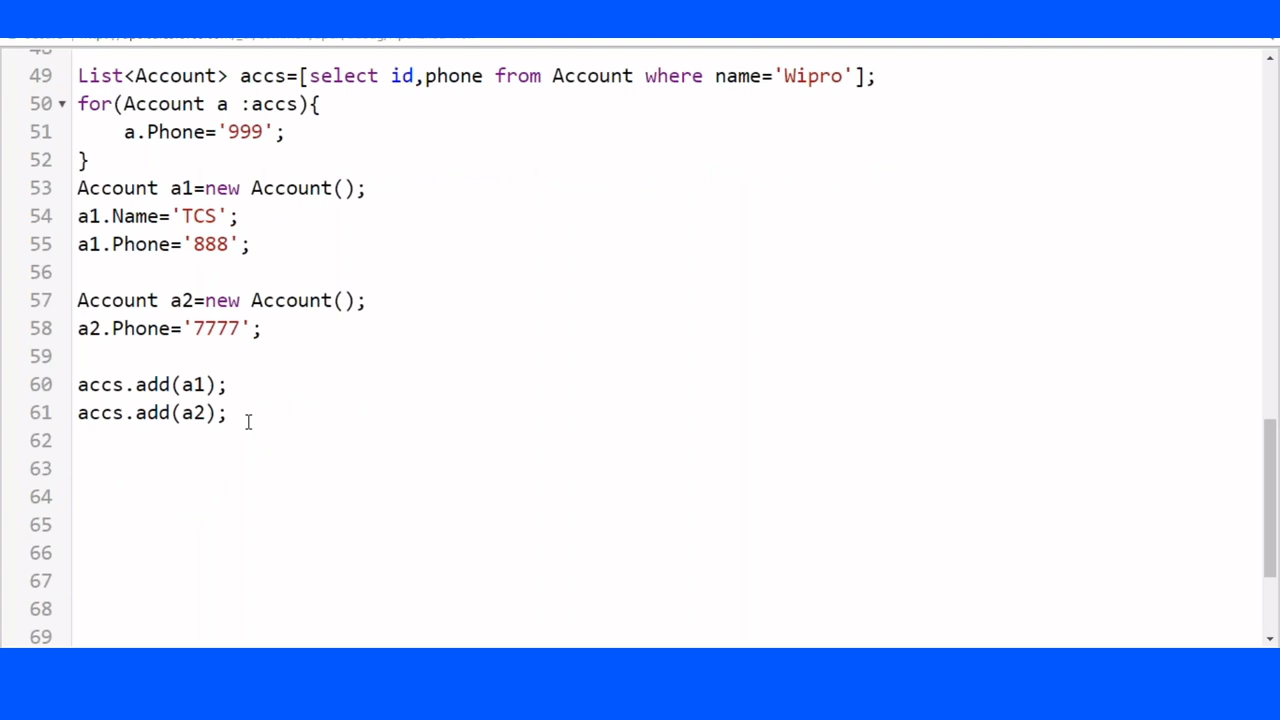 49 List<Account> accs=[select id,phone from Account where name='Wipro'];
50 for(Account a :accs){
51 a.Phone='999';
52 }
53 Account a1=new Account();
54 a1.Name='TCS';
55 a1.Phone='888';
56
57 Account a2=new Account();
58 a2.Phone='7777';
59
60 accs.add(a1);
61 accs.add(a2);
62
63
64
65
66
67
68
69